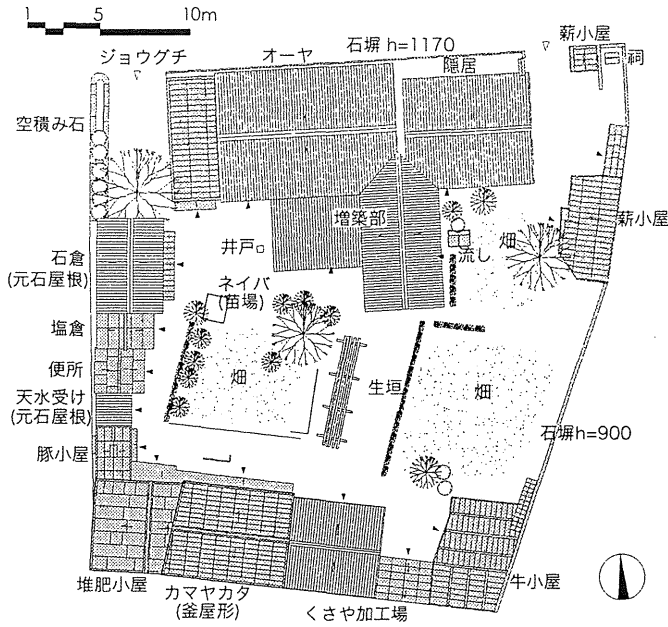 1 5 10m
ジョウグチ
オーヤ
石塀 h=1170
隠居
薪小屋
祠
空積み石
増築部
井戸
畑
流し
薪小屋
石倉
(元石屋根)
ネイバ
(苗場)
塩倉
便所
畑
生垣
畑
天水受け
(元石屋根)
石塀h=900
豚小屋
堆肥小屋
カマヤカタ
(釜屋形)
くさや加工場
牛小屋